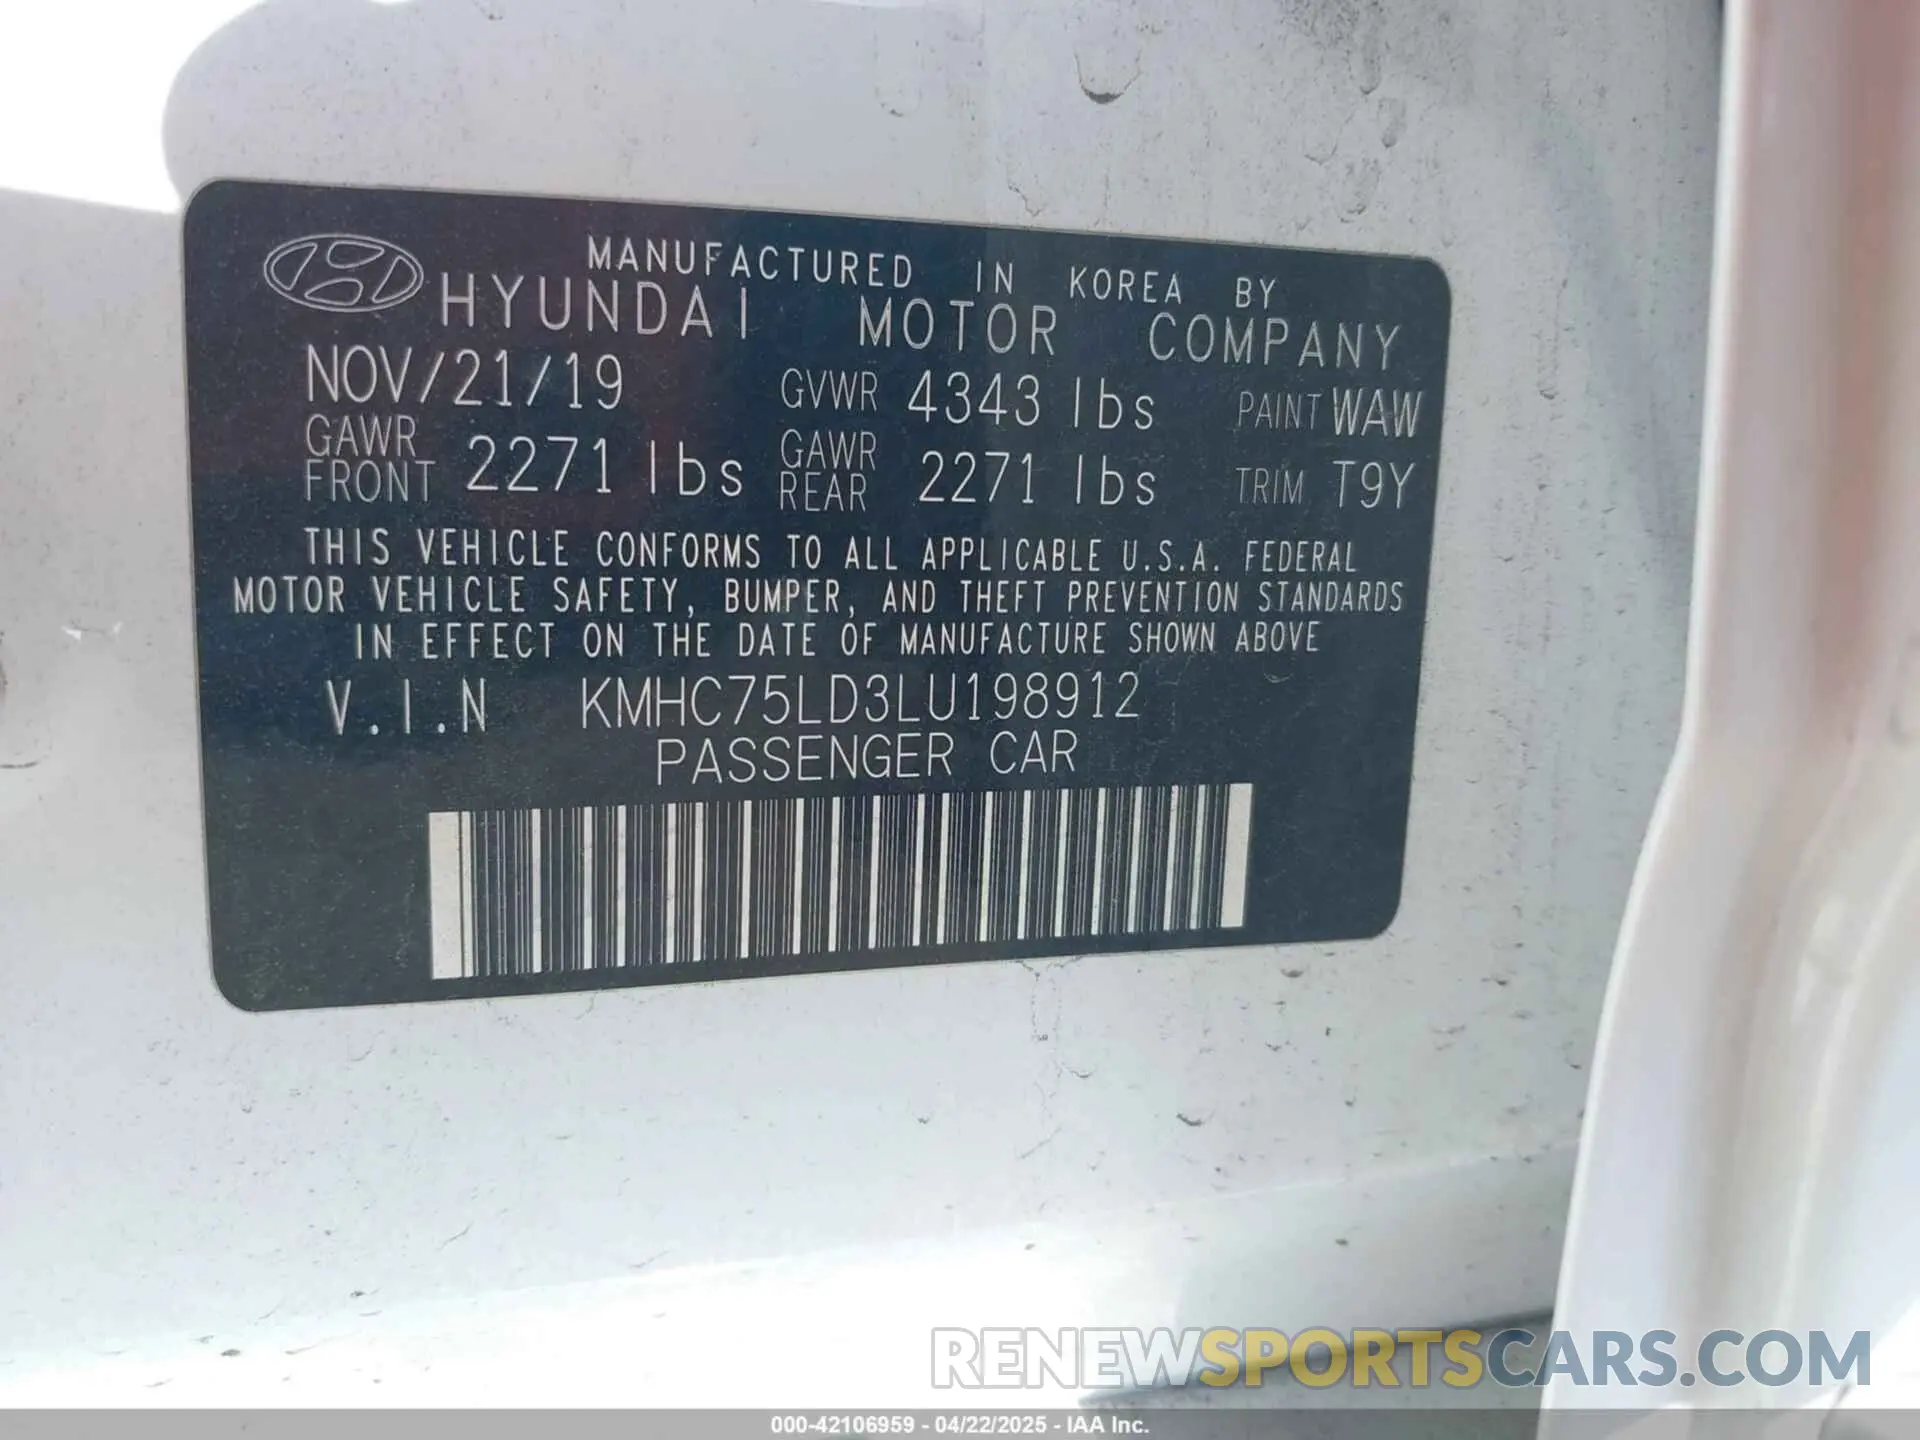 MANUFACTURED IN KOREA BY
HYUNDAI MOTOR COMPANY
NOV/21/19 GVWR 4343 lbs PAINT WAW
GAWR FRONT 2271 lbs GAWR REAR 2271 lbs TRIM T9Y
THIS VEHICLE CONFORMS TO ALL APPLICABLE U.S.A. FEDERAL
MOTOR VEHICLE SAFETY, BUMPER, AND THEFT PREVENTION STANDARDS
IN EFFECT ON THE DATE OF MANUFACTURE SHOWN ABOVE
V.I.N KMHC75LD3LU198912
PASSENGER CAR
RENEWSPORTSCARS.COM
000-42106959 - 04/22/2025 - IAA Inc.